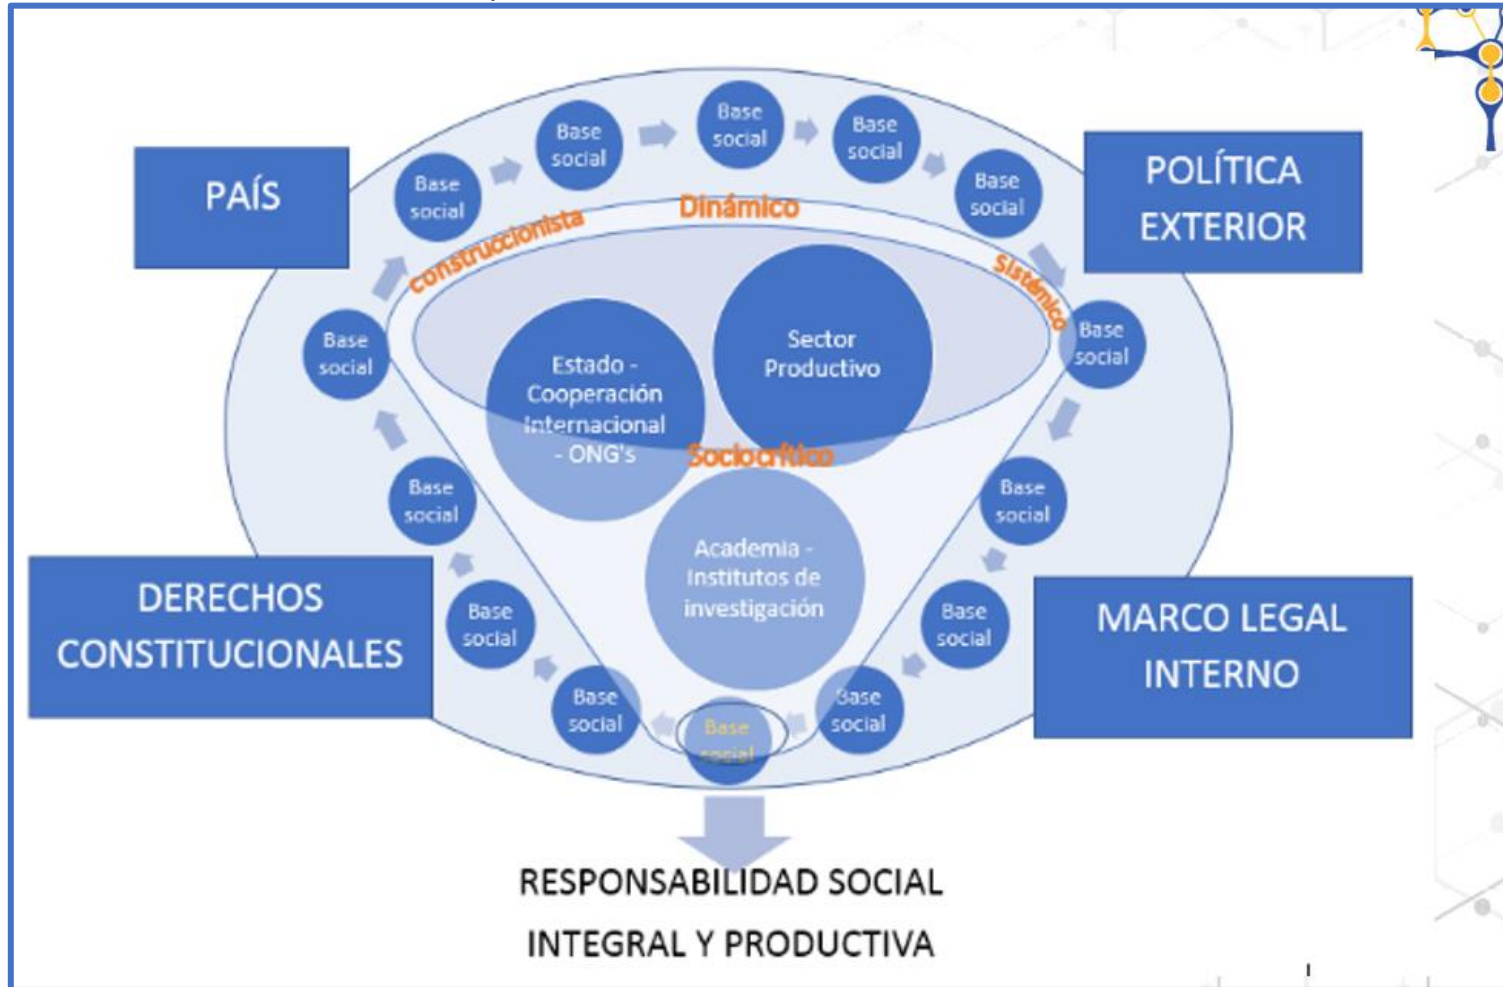 PAÍS
POLÍTICA
EXTERIOR
Base
social
Base
social
Base
social
Base
social
Base
social
construccionista
Dinámico
Sistémico
Base
social
Base
social
Estado -
Cooperación
Internacional
- ONG's
Sector
Productivo
Sociocrítico
Base
social
Base
social
Academia -
Institutos de
investigación
DERECHOS
CONSTITUCIONALES
MARCO LEGAL
INTERNO
Base
social
Base
social
Base
social
Base
social
Base
social
RESPONSABILIDAD SOCIAL
INTEGRAL Y PRODUCTIVA